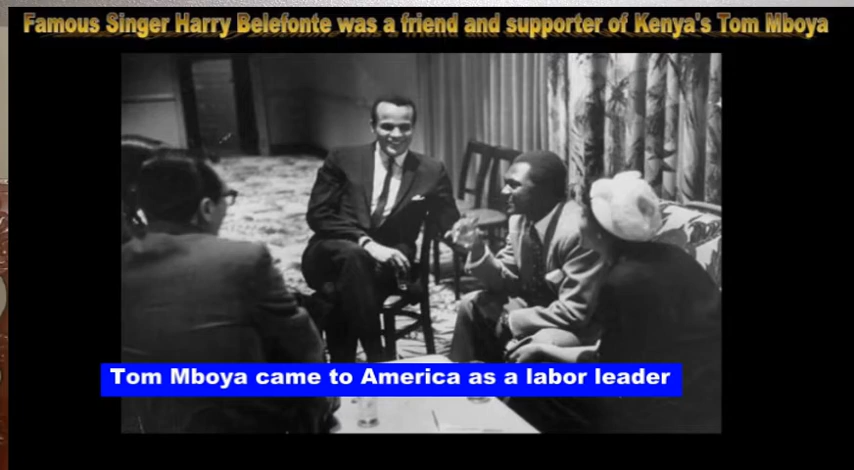 Famous Singer Harry Belefonte was a friend and supporter of Kenya's Tom Mboya
Tom Mboya came to America as a labor leader